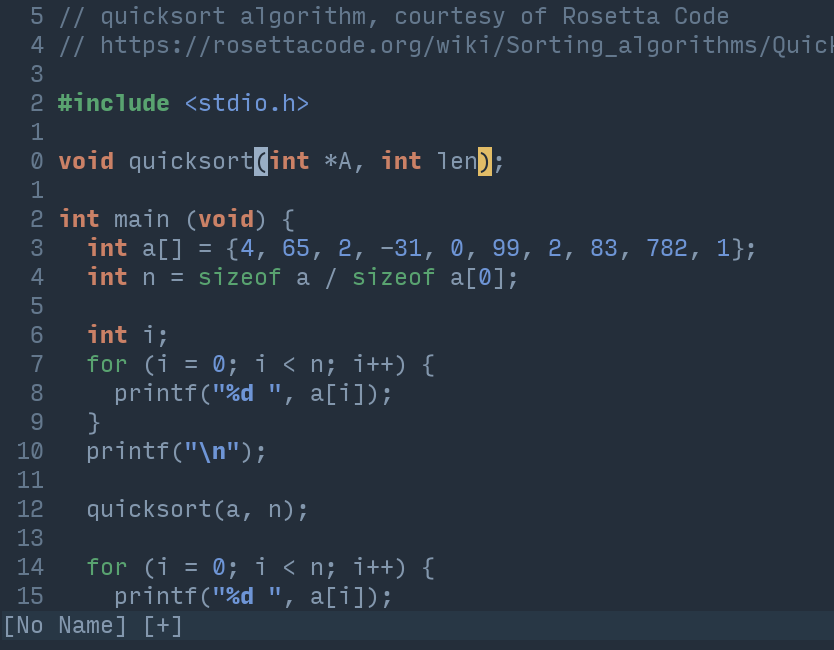 5 // quicksort algorithm, courtesy of Rosetta Code
4 // https://rosettacode.org/wiki/Sorting_algorithms/Quick
3
2 #include <stdio.h>
1
0 void quicksort(int *A, int len);
1
2 int main (void) {
3   int a[] = {4, 65, 2, -31, 0, 99, 2, 83, 782, 1};
4   int n = sizeof a / sizeof a[0];
5
6   int i;
7   for (i = 0; i < n; i++) {
8     printf("%d ", a[i]);
9   }
10   printf("\n");
11
12   quicksort(a, n);
13
14   for (i = 0; i < n; i++) {
15     printf("%d ", a[i]);
[No Name] [+]